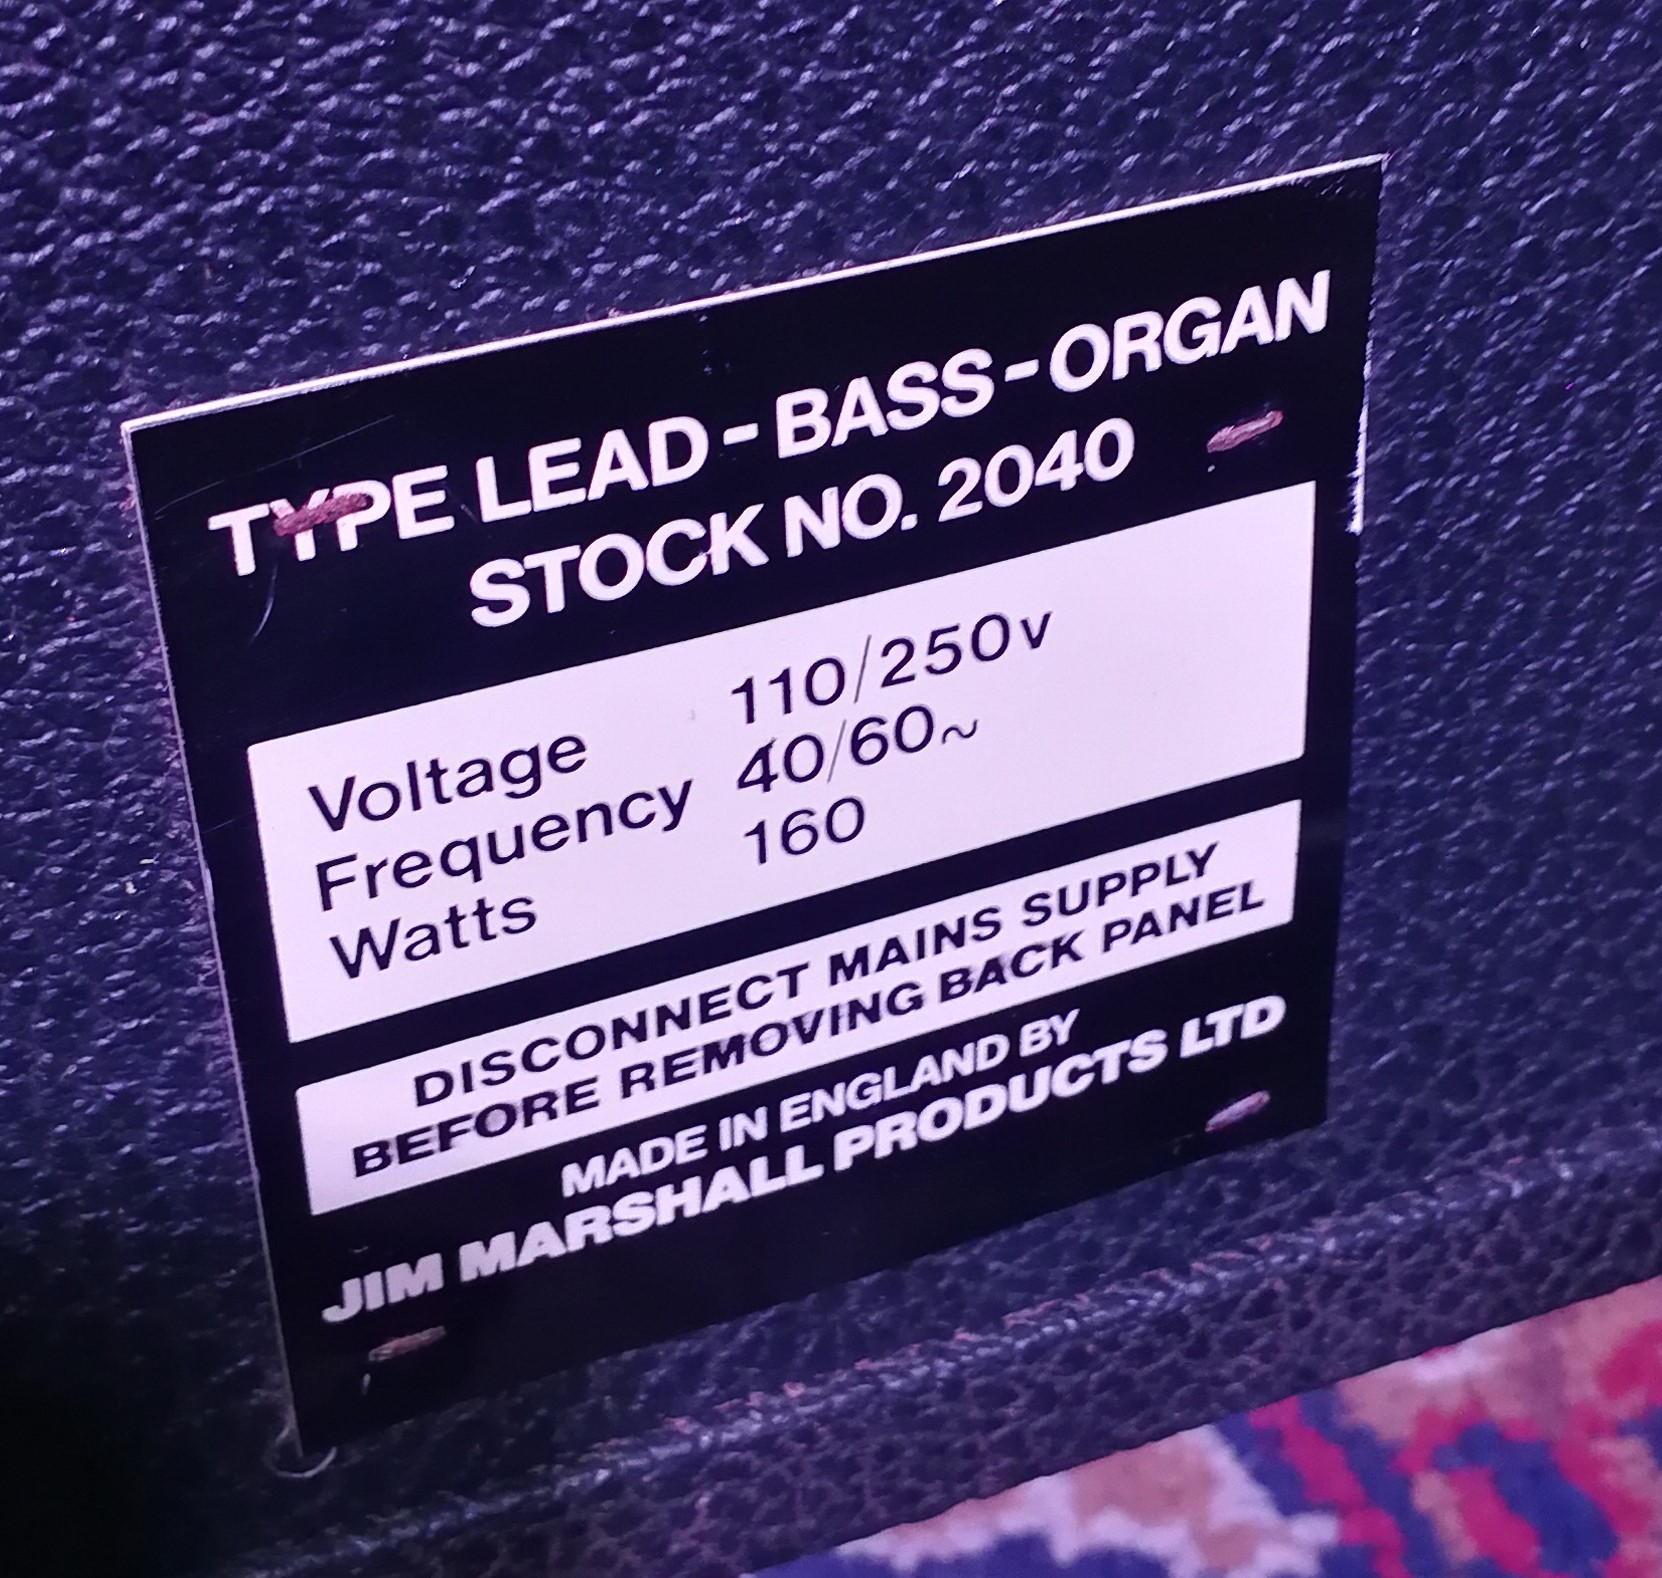 TYPE LEAD-BASS-ORGAN
STOCK NO. 2040
Voltage 110/250v
Frequency 40/60~
Watts 160
DISCONNECT MAINS SUPPLY
BEFORE REMOVING BACK PANEL
MADE IN ENGLAND BY
JIM MARSHALL PRODUCTS LTD